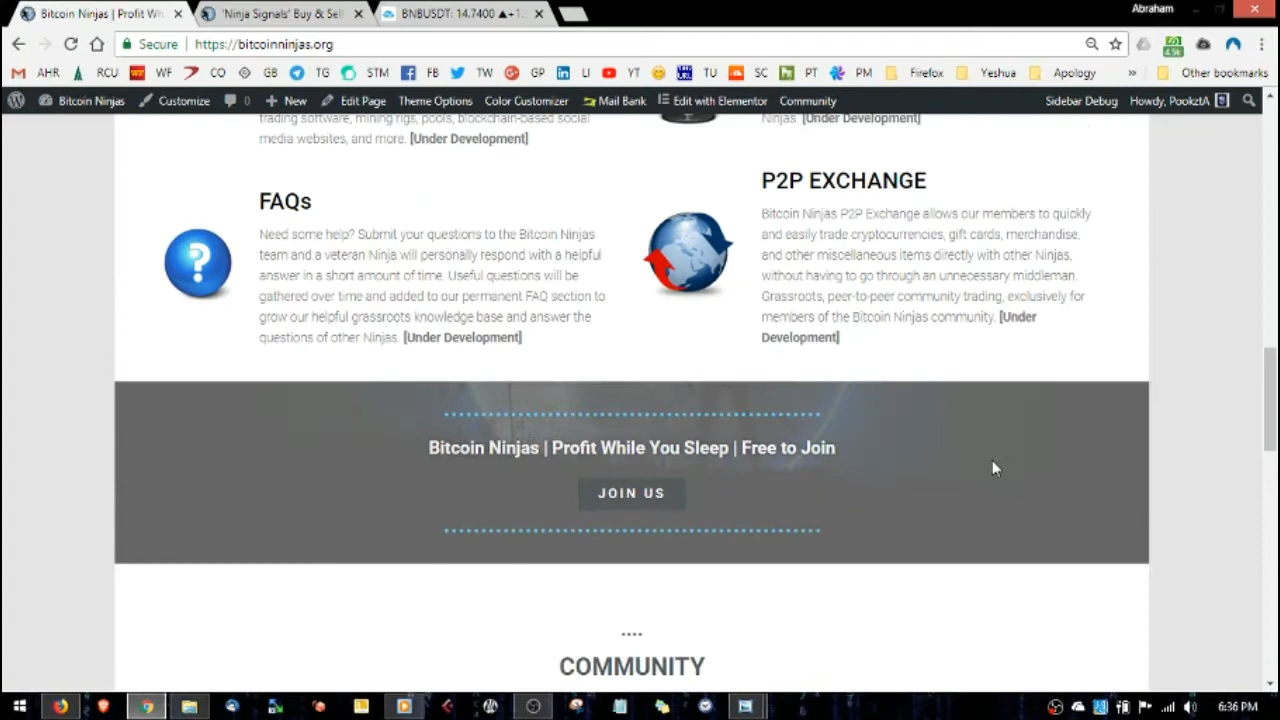 Bitcoin Ninjas | Profit Wh
'Ninja Signals' Buy & Sel
BNBUSDT: 14.7400 ▲+1.
Abraham
Secure
https://bitcoinninjas.org
4.5k
AHR RCU WF CO GB TG STM FB TW GP LI YT TU SC PT PM Firefox Yeshua Apology » Other bookmarks
Bitcoin Ninjas Customize 0 New Edit Page Theme Options Color Customizer Mail Bank Edit with Elementor Community Sidebar Debug Howdy, PookztA
trading software, mining rigs, pools, blockchain-based social
media websites, and more. [Under Development]
Ninjas. [Under Development]
FAQs
Need some help? Submit your questions to the Bitcoin Ninjas
team and a veteran Ninja will personally respond with a helpful
answer in a short amount of time. Useful questions will be
gathered over time and added to our permanent FAQ section to
grow our helpful grassroots knowledge base and answer the
questions of other Ninjas. [Under Development]
P2P EXCHANGE
Bitcoin Ninjas P2P Exchange allows our members to quickly
and easily trade cryptocurrencies, gift cards, merchandise,
and other miscellaneous items directly with other Ninjas,
without having to go through an unnecessary middleman.
Grassroots, peer-to-peer community trading, exclusively for
members of the Bitcoin Ninjas community. [Under
Development]
Bitcoin Ninjas | Profit While You Sleep | Free to Join
JOIN US
COMMUNITY
6:36 PM